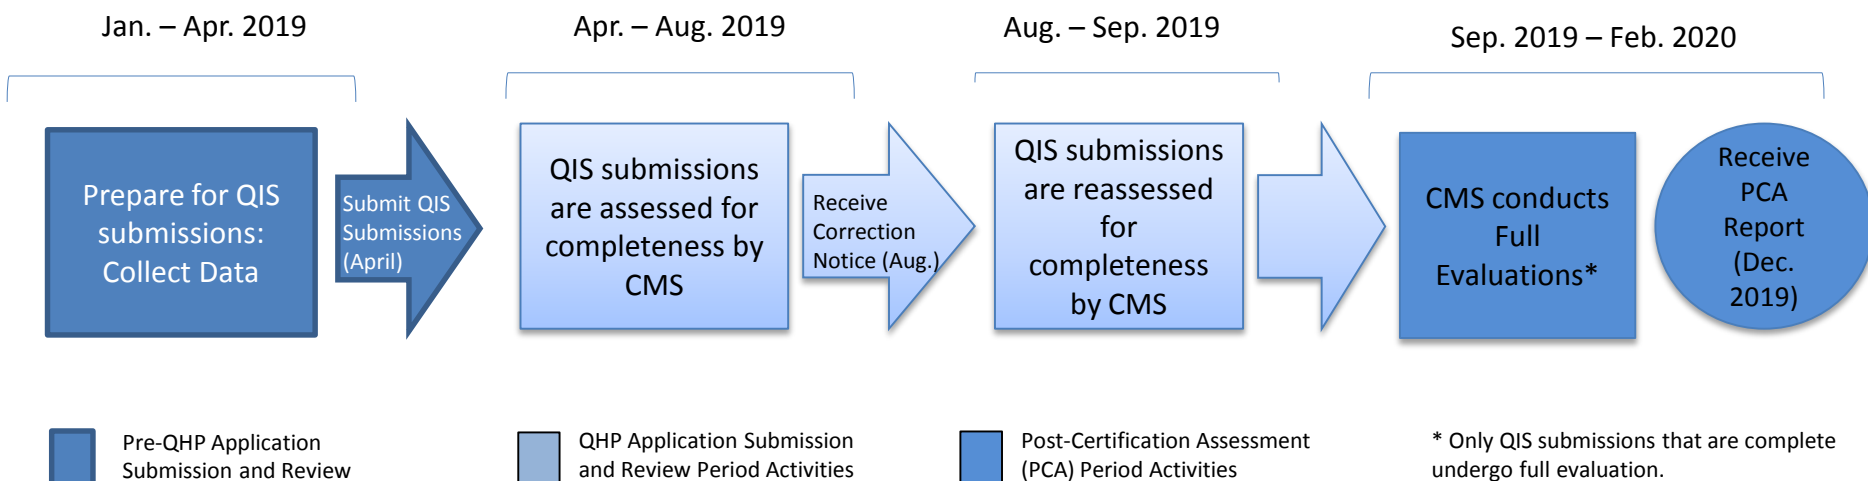 Jan. – Apr. 2019
Apr. – Aug. 2019
Aug. – Sep. 2019
Sep. 2019 – Feb. 2020
Prepare for QIS
submissions:
Collect Data
Submit QIS
Submissions
(April)
QIS submissions
are assessed for
completeness by
CMS
Receive
Correction
Notice (Aug.)
QIS submissions
are reassessed
for
completeness
by CMS
CMS conducts
Full
Evaluations*
Receive
PCA
Report
(Dec.
2019)
Pre-QHP Application
Submission and Review
QHP Application Submission
and Review Period Activities
Post-Certification Assessment
(PCA) Period Activities
* Only QIS submissions that are complete
undergo full evaluation.